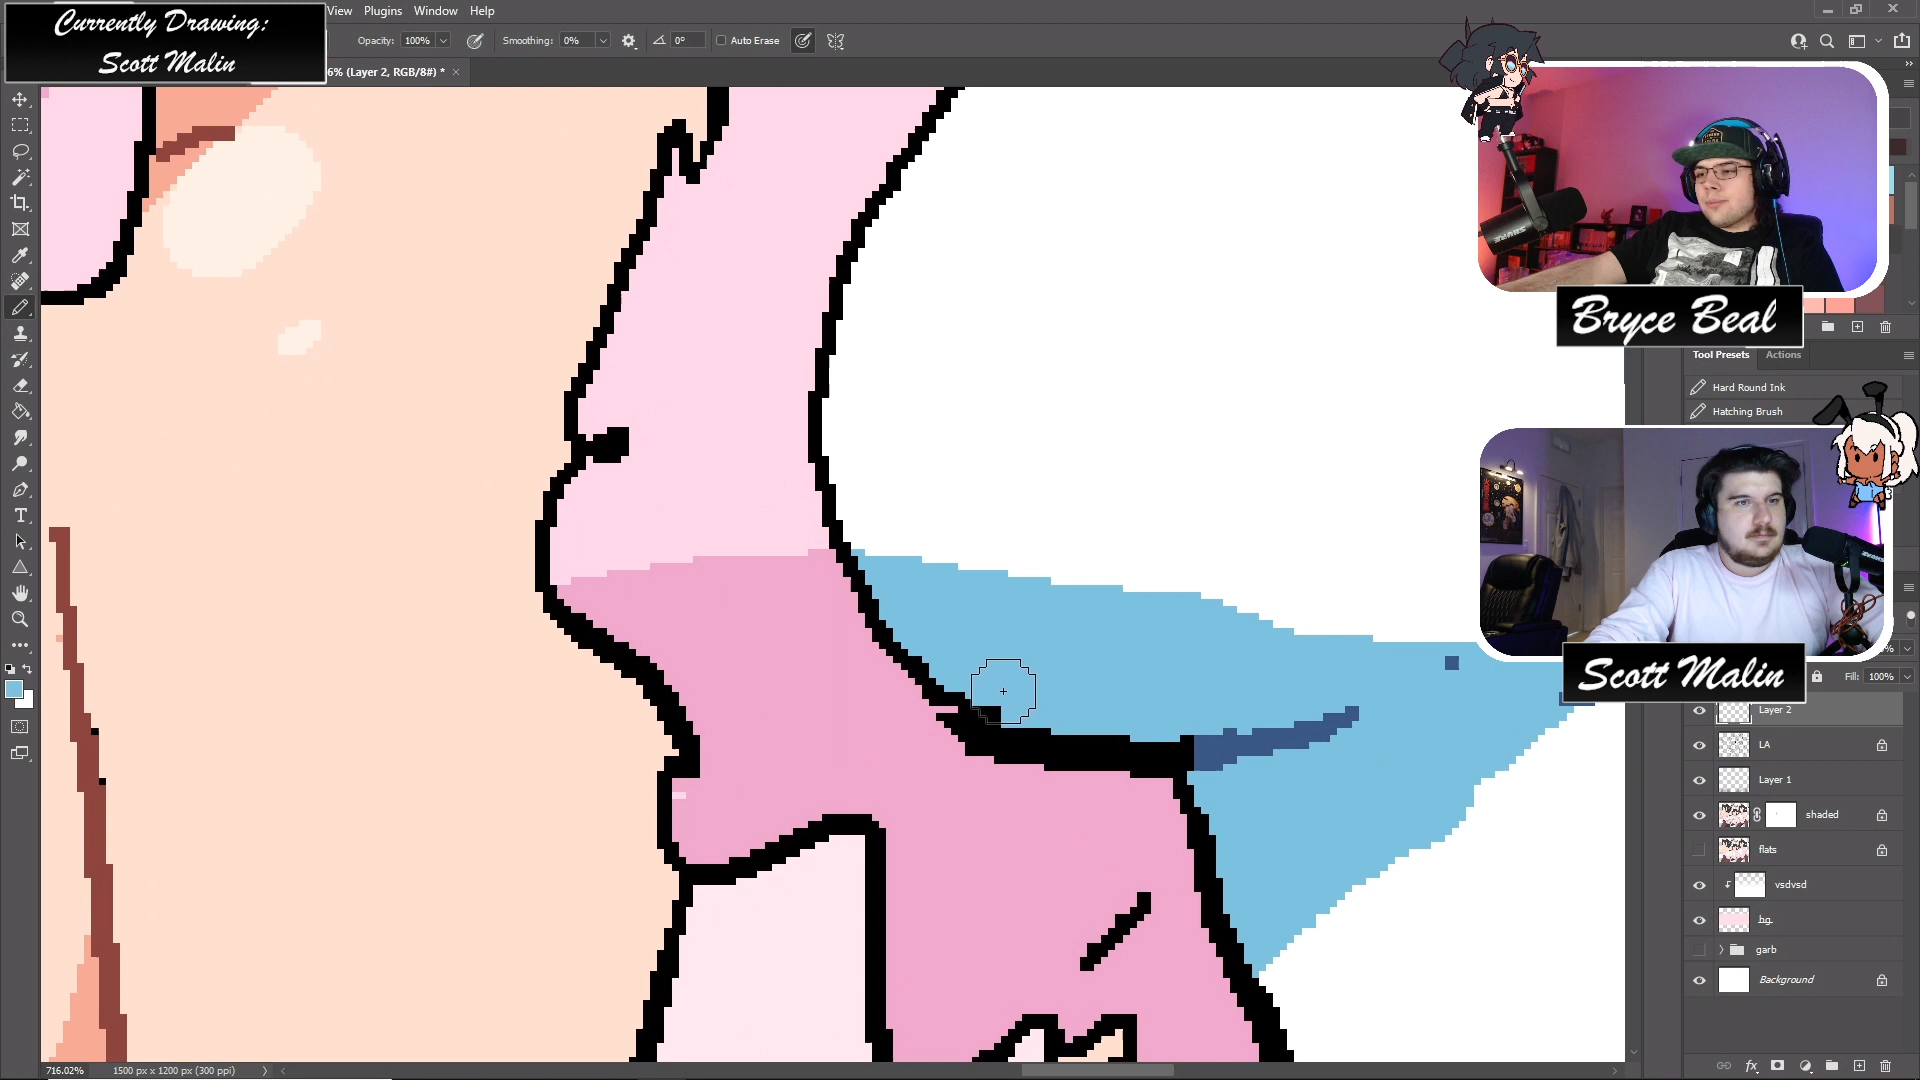 Currently Drawing:
Scott Malin
View Plugins Window Help
Opacity: 100% Smoothing: 0% 0° Auto Erase
6% (Layer 2, RGB/8#) *
Bryce Beal
Tool Presets Actions
Hard Round Ink
Hatching Brush
Scott Malin
Fill: 100%
Layer 2
LA
Layer 1
shaded
flats
vsdvsd
bg.
garb
Background
716.02% 1500 px x 1200 px (300 ppi)